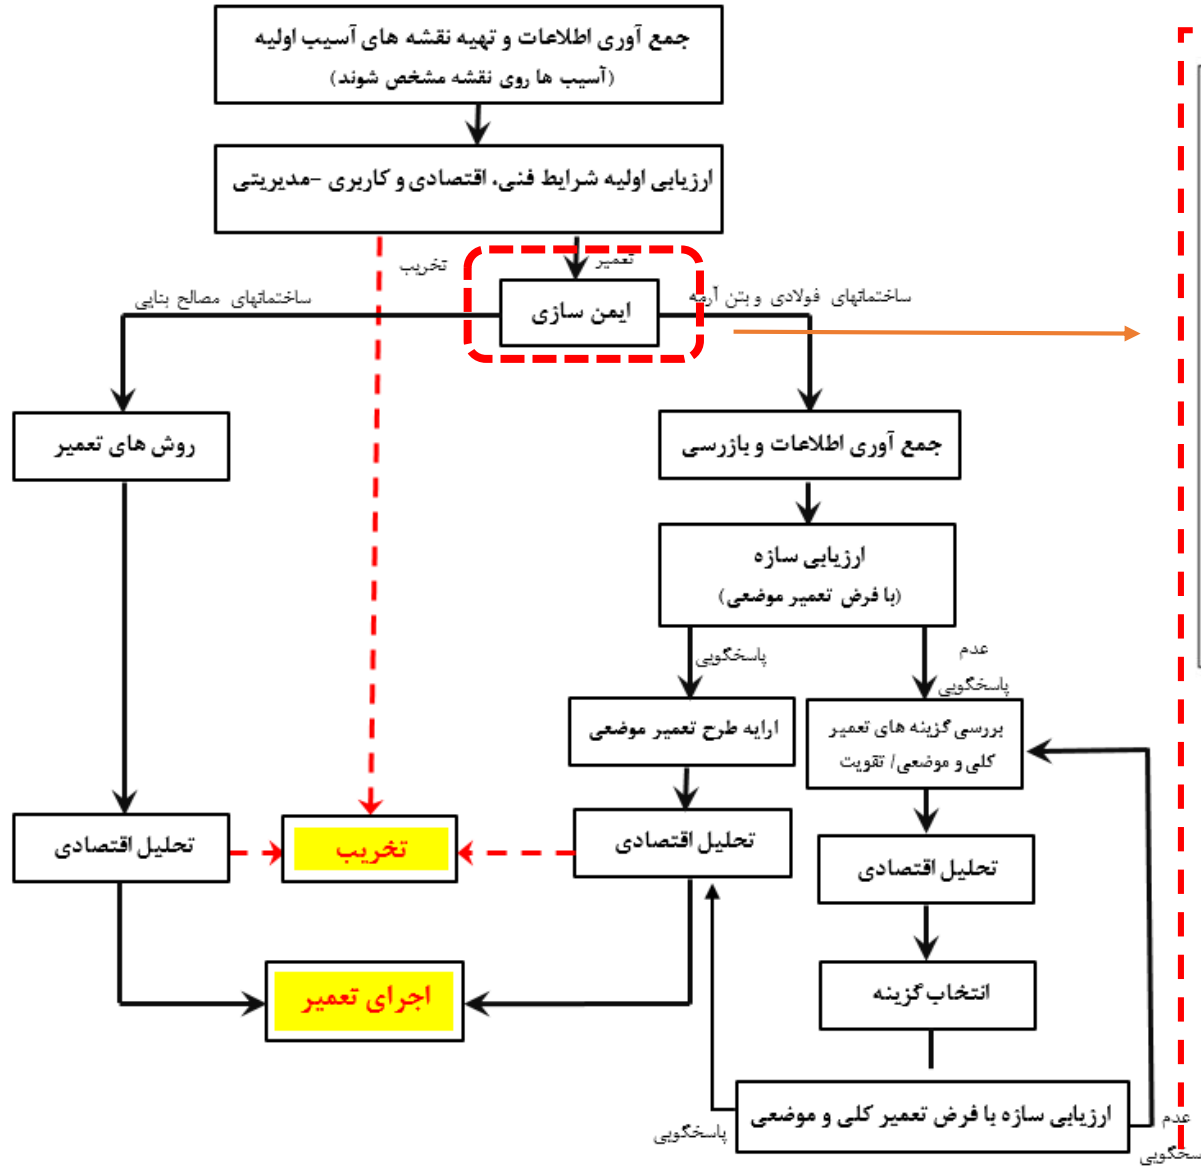 جمع آوری اطلاعات و تهیه نقشه های آسیب اولیه
(آسیب ها روی نقشه مشخص شوند)
ارزیابی اولیه شرایط فنی، اقتصادی و کاربری -مدیریتی
تخریب
تعمیر
ساختمانهای فولادی و بتن آرمه
ایمن سازی
ساختمانهای مصالح بنایی
جمع آوری اطلاعات و بازرسی
روش های تعمیر
ارزیابی سازه
(با فرض تعمیر موضعی)
عدم
پاسخگویی
پاسخگویی
بررسی گزینه های تعمیر
کلی و موضعی/ تقویت
ارایه طرح تعمیر موضعی
تحلیل اقتصادی
تحلیل اقتصادی
تخریب
تحلیل اقتصادی
انتخاب گزینه
اجرای تعمیر
ارزیابی سازه با فرض تعمیر کلی و موضعی
پاسخگویی
عدم